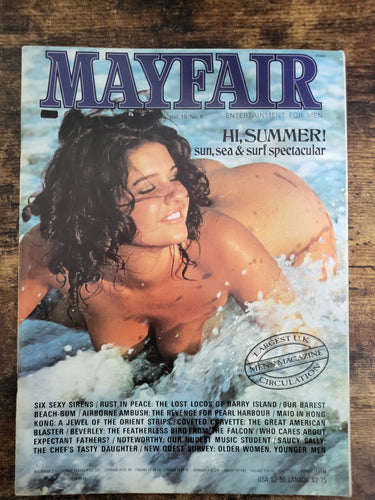 MAYFAIR
Vol. 15 No. 8
ENTERTAINMENT FOR MEN
HI, SUMMER!
sun, sea & surf spectacular
LARGEST U.K.
MEN'S MAGAZINE
CIRCULATION
SIX SEXY SIRENS / RUST IN PEACE: THE LOST LOCOS OF BARRY ISLAND / OUR BAREST
BEACH-BUM / AIRBORNE AMBUSH: THE REVENGE FOR PEARL HARBOUR / MAID IN HONG
KONG: A JEWEL OF THE ORIENT STRIPS / COVETED CORVETTE: THE GREAT AMERICAN
BLASTER / BEVERLEY: THE FEATHERLESS BIRD FROM 'THE FALCON' / WHO CARES ABOUT
EXPECTANT FATHERS? / NOTEWORTHY: OUR NUDEST MUSIC STUDENT / SAUCY SALLY:
THE CHEF'S TASTY DAUGHTER / NEW QUEST SURVEY: OLDER WOMEN, YOUNGER MEN
USA $2.50, CANADA $2.75